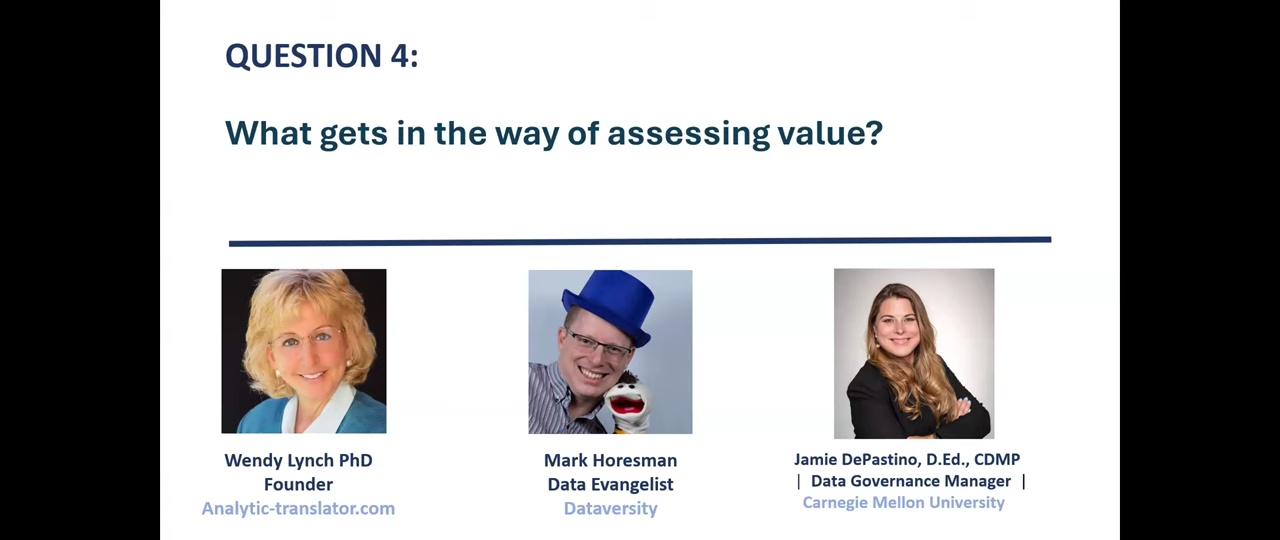 QUESTION 4:
What gets in the way of assessing value?
Wendy Lynch PhD
Founder
Analytic-translator.com
Mark Horesman
Data Evangelist
Dataversity
Jamie DePastino, D.Ed., CDMP
| Data Governance Manager |
Carnegie Mellon University